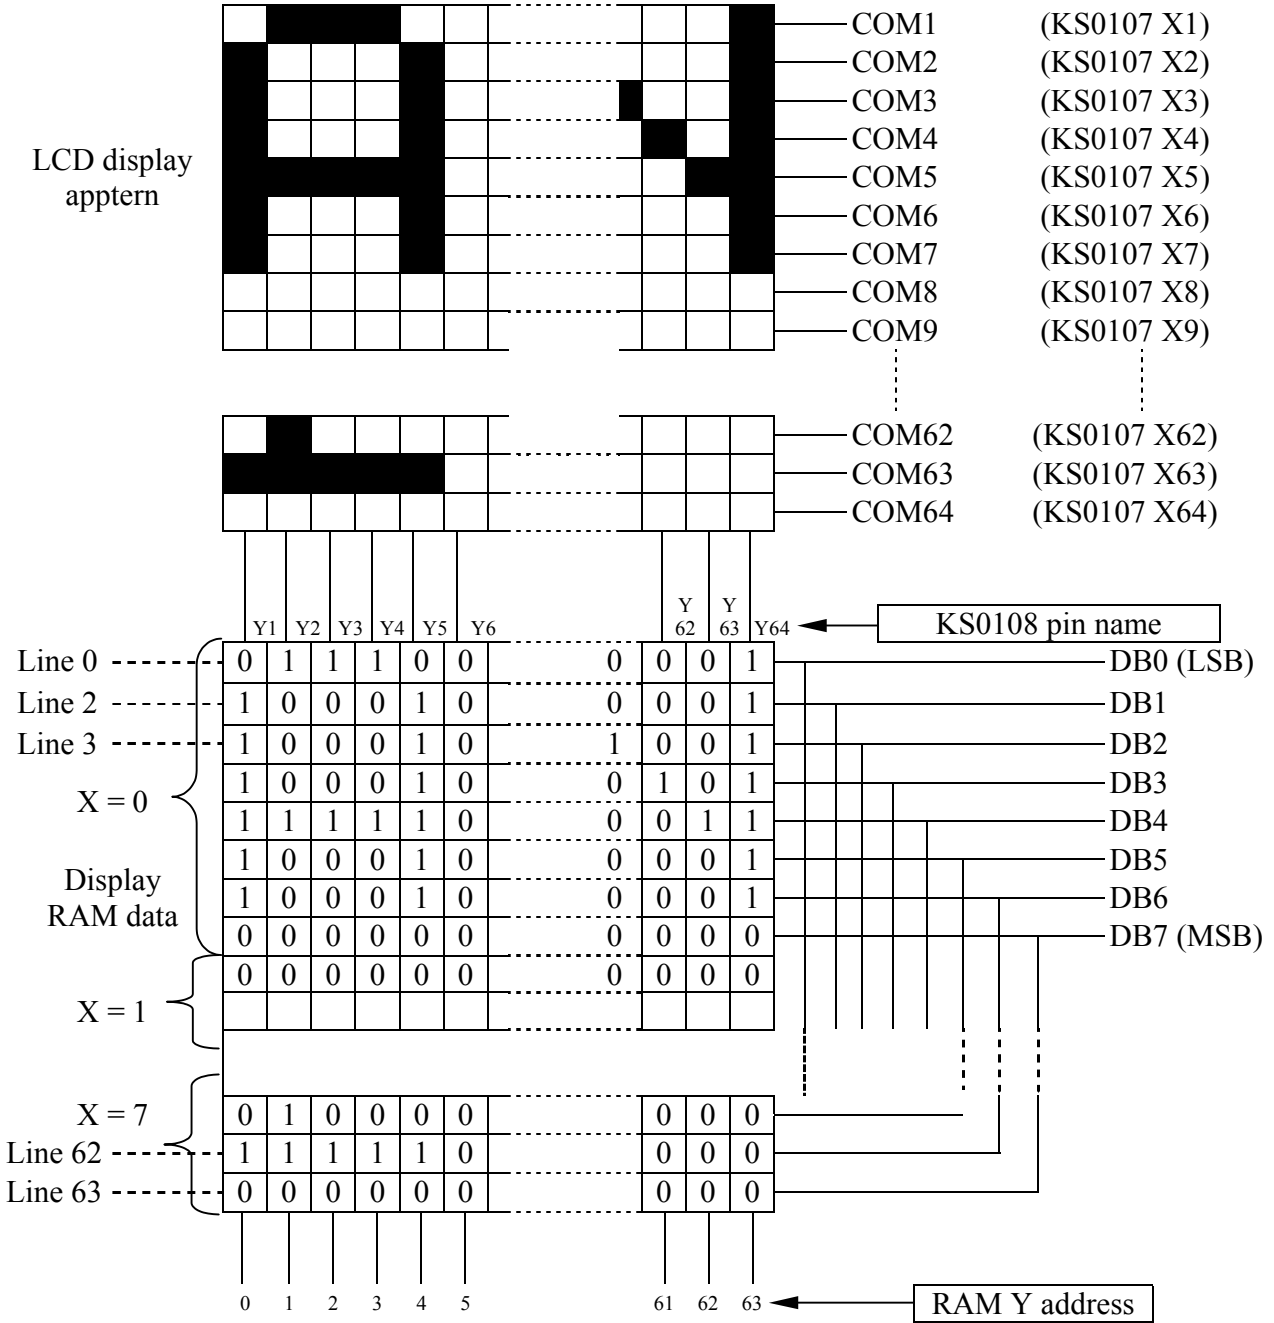 COM1 (KS0107 X1)
COM2 (KS0107 X2)
COM3 (KS0107 X3)
COM4 (KS0107 X4)
LCD display
apptern
COM5 (KS0107 X5)
COM6 (KS0107 X6)
COM7 (KS0107 X7)
COM8 (KS0107 X8)
COM9 (KS0107 X9)
COM62 (KS0107 X62)
COM63 (KS0107 X63)
COM64 (KS0107 X64)
Y1 Y2 Y3 Y4 Y5 Y6 Y 62 Y 63 Y64 KS0108 pin name
Line 0 0 1 1 1 0 0 0 0 0 1 DB0 (LSB)
Line 2 1 0 0 0 1 0 0 0 0 1 DB1
Line 3 1 0 0 0 1 0 1 0 0 1 DB2
1 0 0 0 1 0 0 1 0 1 DB3
X = 0
1 1 1 1 1 0 0 0 1 1 DB4
1 0 0 0 1 0 0 0 0 1 DB5
Display
RAM data
1 0 0 0 1 0 0 0 0 1 DB6
0 0 0 0 0 0 0 0 0 0 DB7 (MSB)
0 0 0 0 0 0 0 0 0 0
X = 1
X = 7 0 1 0 0 0 0 0 0 0
Line 62 1 1 1 1 1 0 0 0 0
Line 63 0 0 0 0 0 0 0 0 0
0 1 2 3 4 5 61 62 63 RAM Y address